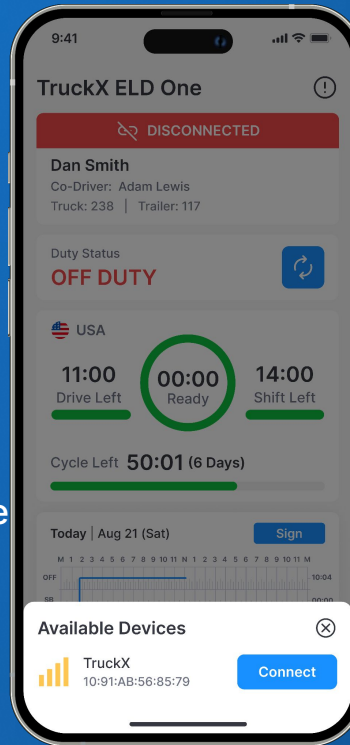 9:41
TruckX ELD One
DISCONNECTED
Dan Smith
Co-Driver: Adam Lewis
Truck: 238 | Trailer: 117
Duty Status
OFF DUTY
USA
11:00
Drive Left
00:00
Ready
14:00
Shift Left
Cycle Left 50:01 (6 Days)
e
Today | Aug 21 (Sat)
Sign
M 1 2 3 4 5 6 7 8 9 10 11 N 1 2 3 4 5 6 7 8 9 10 11 M
OFF
10:04
SB
00:00
Available Devices
TruckX
10:91:AB:56:85:79
Connect